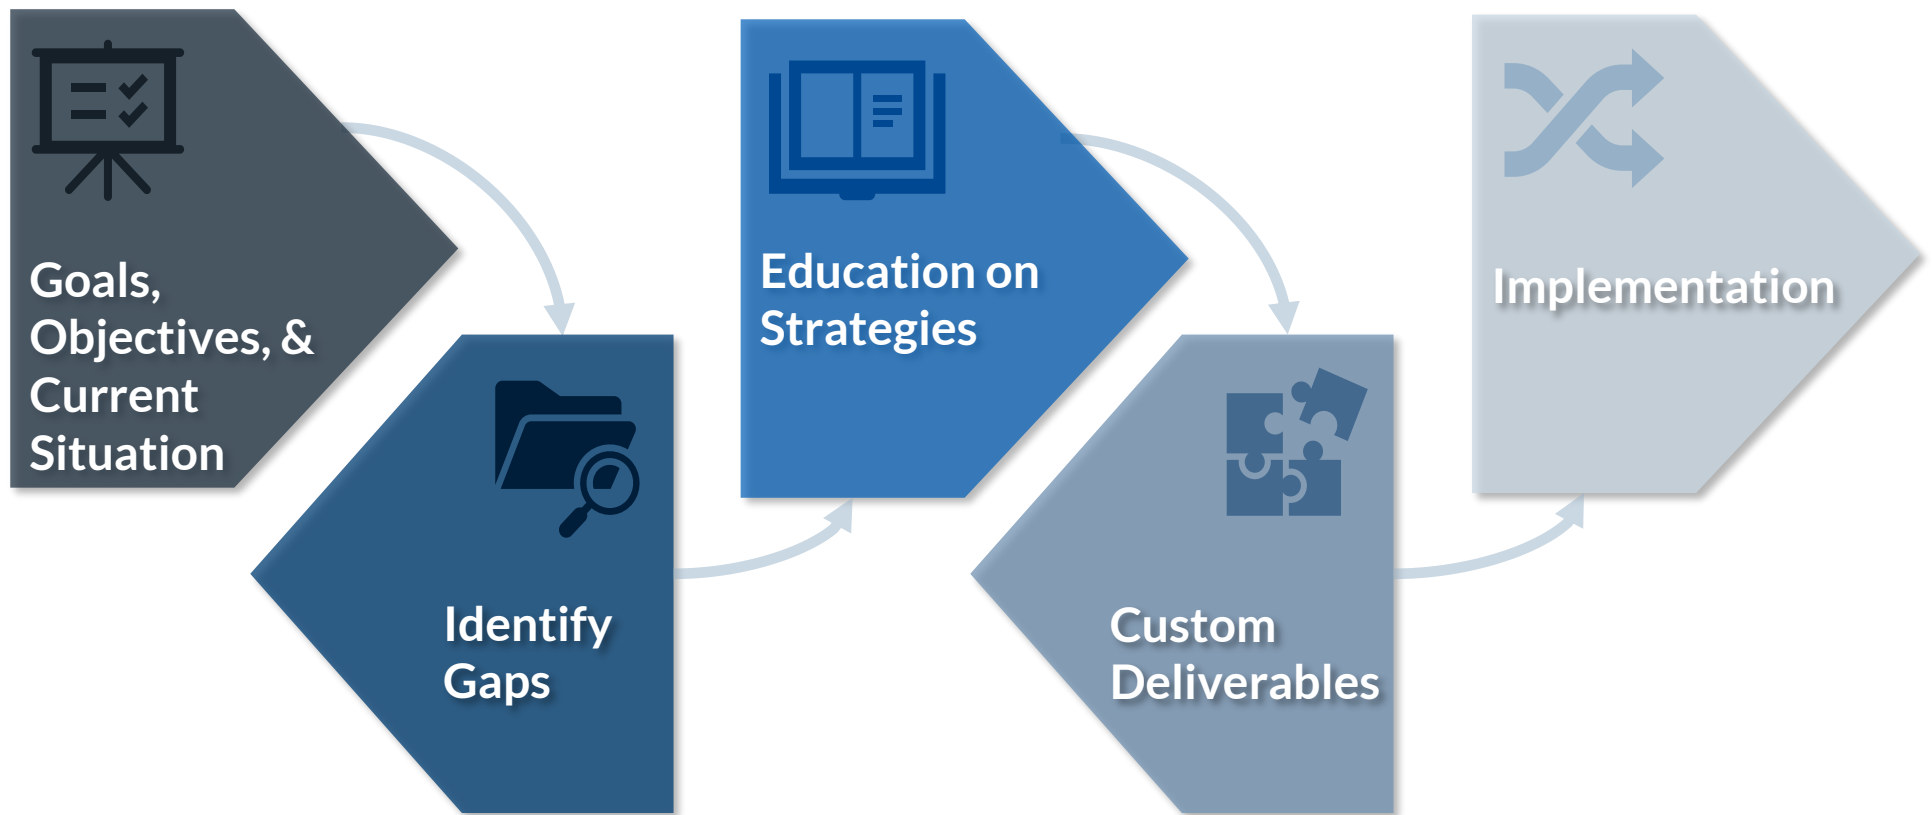 Goals,
Objectives, &
Current
Situation
Identify
Gaps
Education on
Strategies
Custom
Deliverables
Implementation